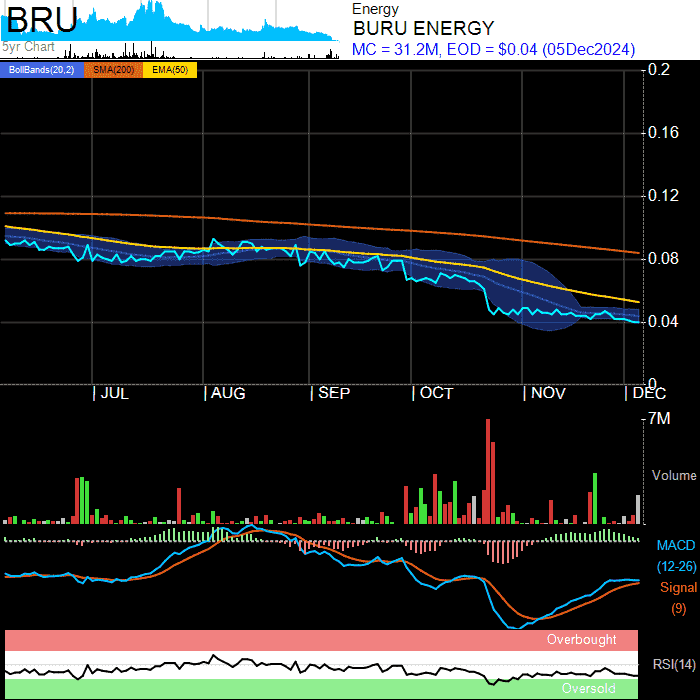 BRU
5yr Chart
Energy
BURU ENERGY
MC = 31.2M, EOD = $0.04 (05Dec2024)
BollBands(20,2) SMA(200) EMA(50)
0.2
0.16
0.12
0.08
0.04
0
JUL AUG SEP OCT NOV DEC
7M
Volume
MACD
(12-26)
Signal
(9)
Overbought
RSI(14)
Oversold